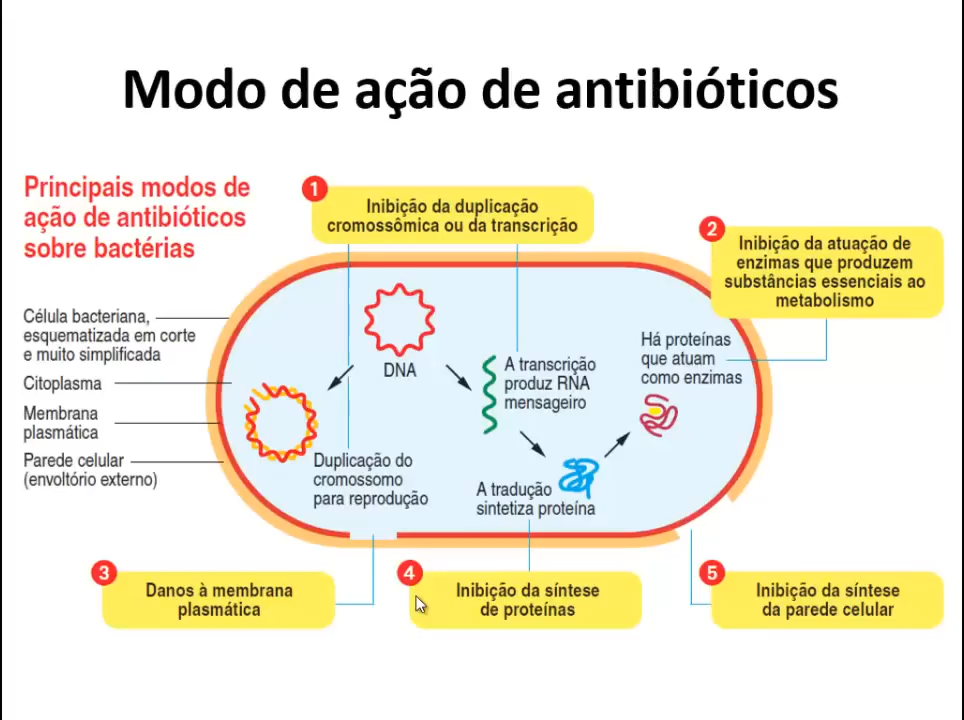 Modo de ação de antibióticos
Principais modos de
ação de antibióticos
sobre bactérias
1
Inibição da duplicação
cromossômica ou da transcrição
2
Inibição da atuação de
enzimas que produzem
substâncias essenciais ao
metabolismo
Célula bacteriana,
esquematizada em corte
e muito simplificada
Citoplasma
Membrana
plasmática
Parede celular
(envoltório externo)
DNA
Duplicação do
cromossomo
para reprodução
A transcrição
produz RNA
mensageiro
A tradução
sintetiza proteína
Há proteínas
que atuam
como enzimas
3
Danos à membrana
plasmática
4
Inibição da síntese
de proteínas
5
Inibição da síntese
da parede celular